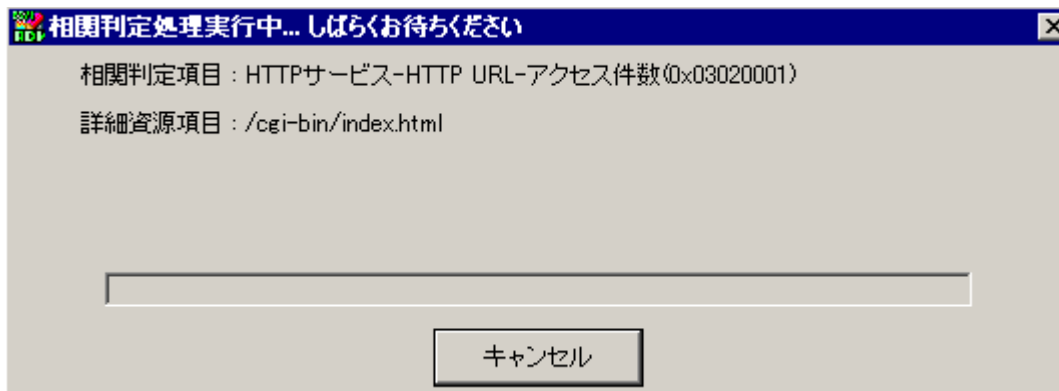 相関判定処理実行中... しばらくお待ちください
相関判定項目：HTTPサービス-HTTP URL-アクセス件数(0x03020001)
詳細資源項目：/cgi-bin/index.html
キャンセル